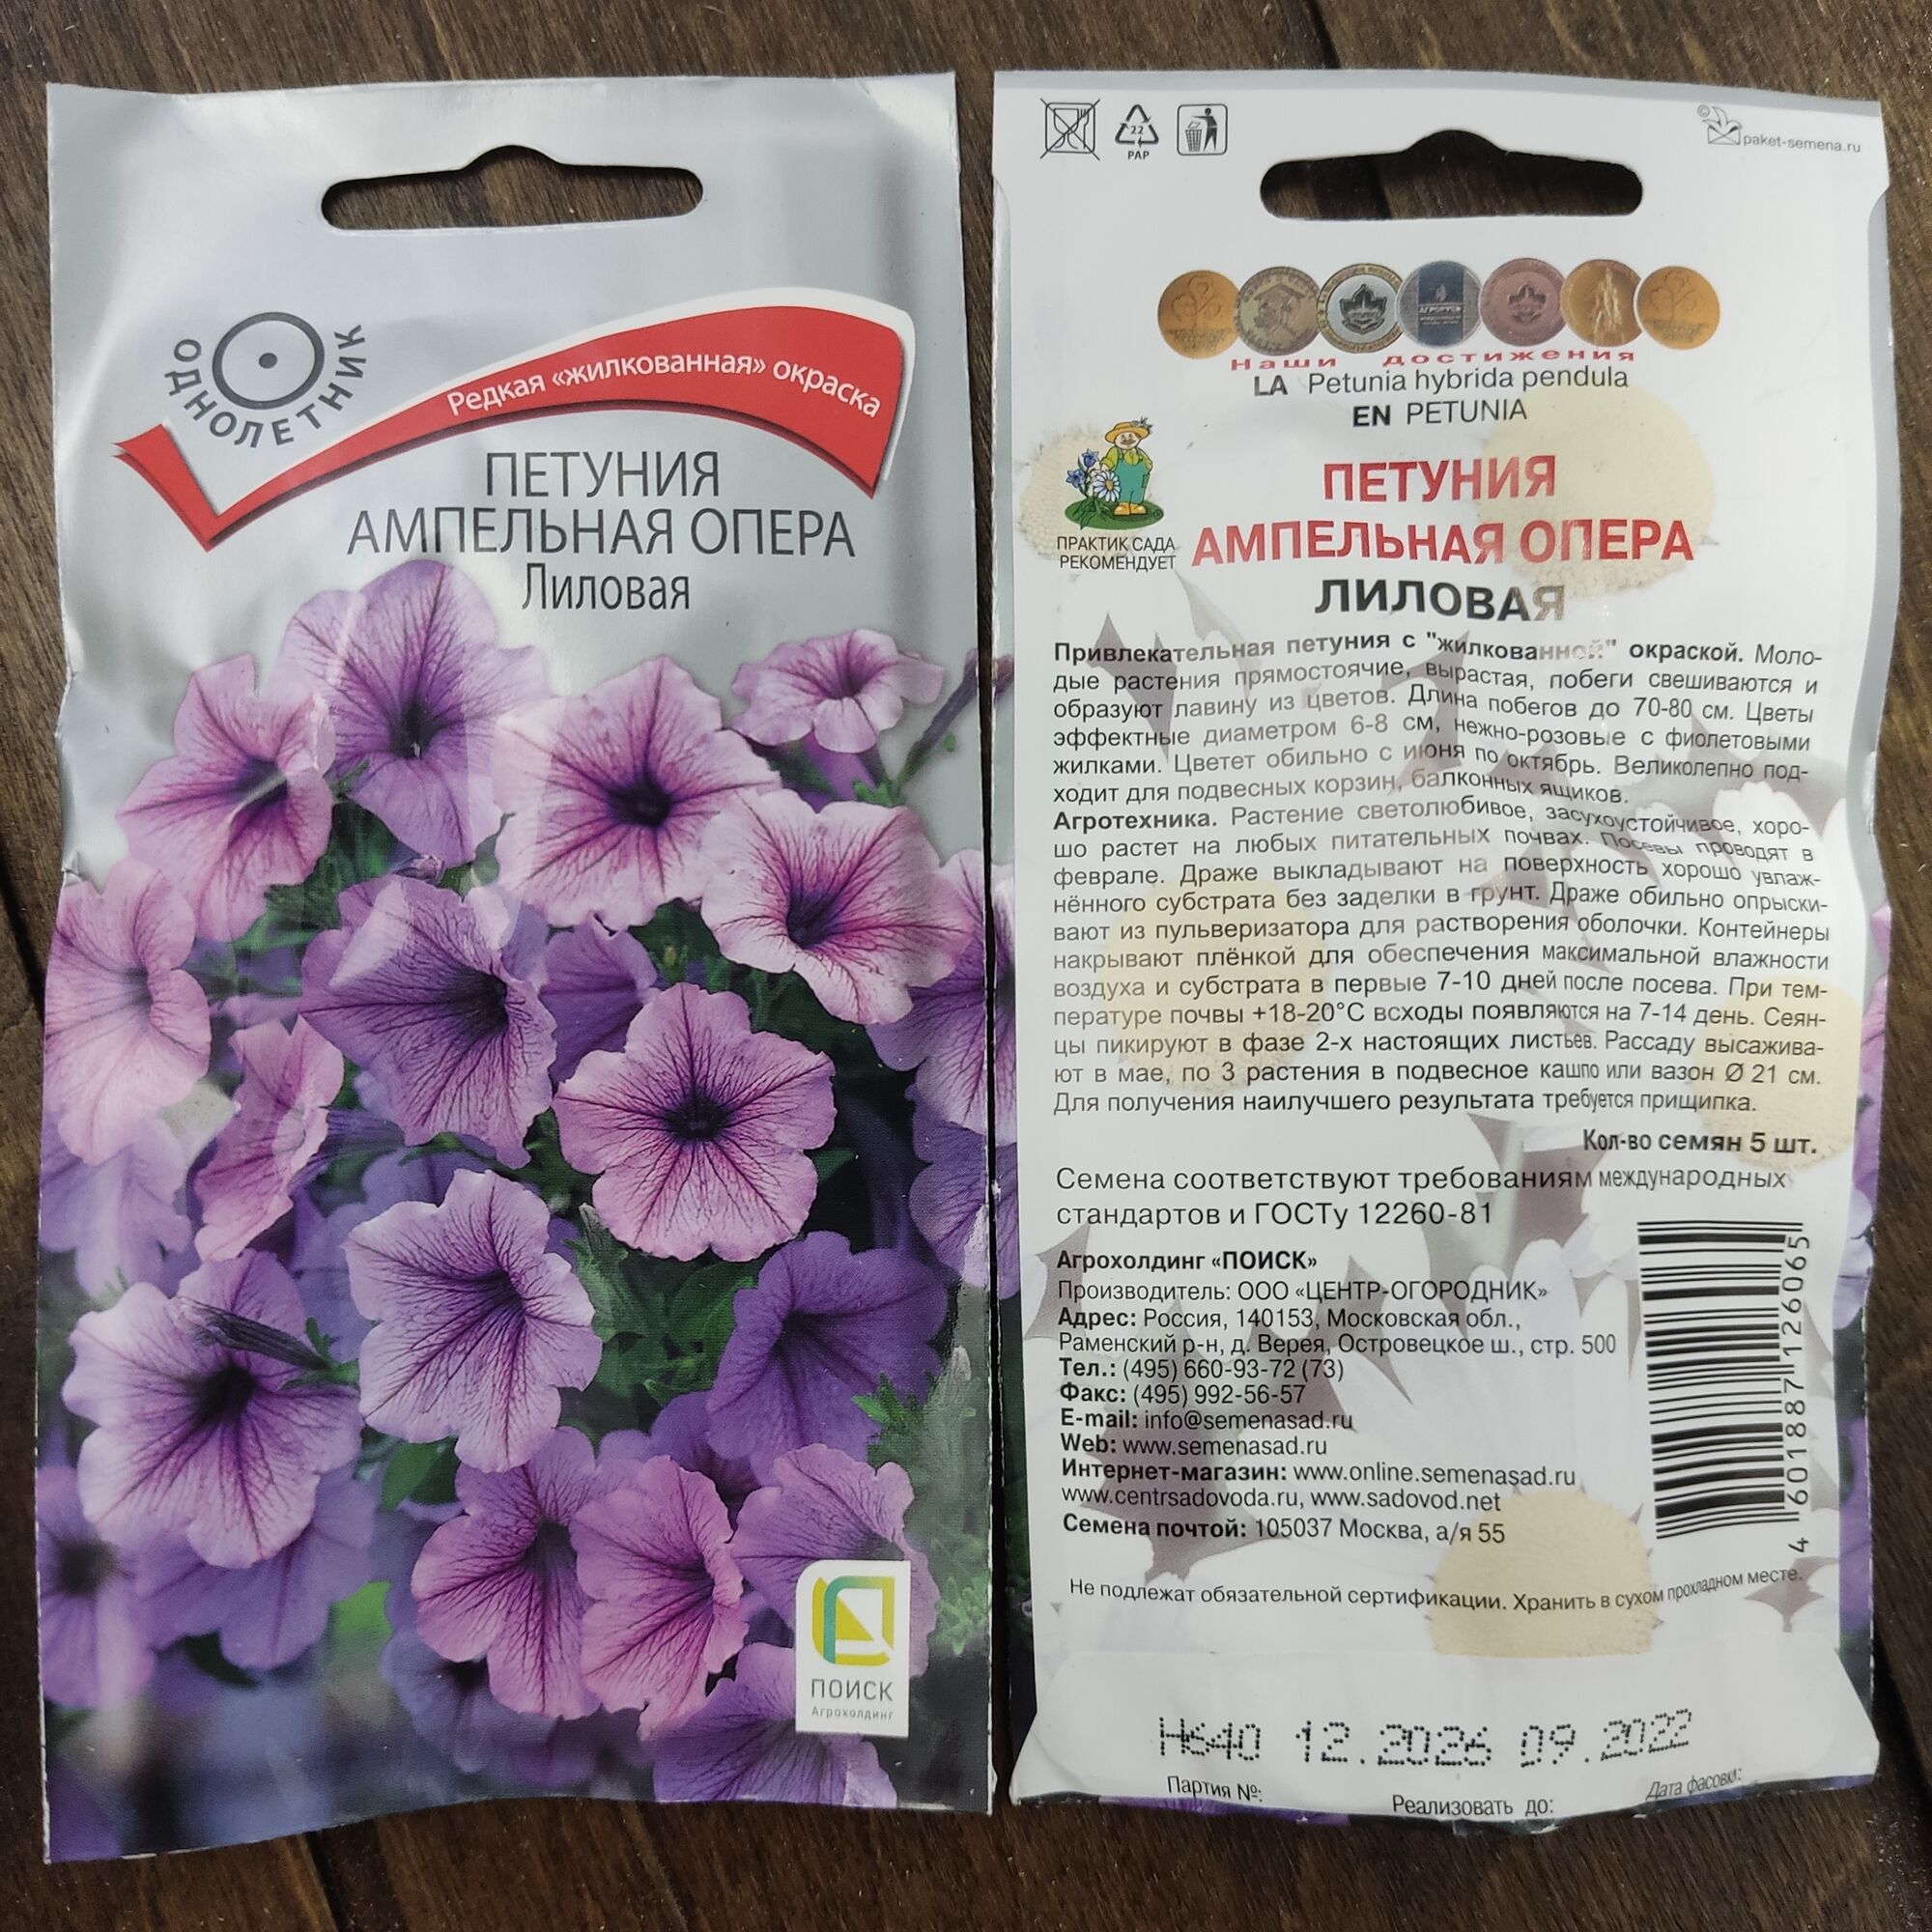 ОДНОЛЕТНИК
Редкая «жилкованная» окраска
ПЕТУНИЯ
АМПЕЛЬНАЯ ОПЕРА
Лиловая
ПОИСК
Агрохолдинг
22
PAP
©
paket-semena.ru
АГРОРУСЬ
Наши достижения
LA Petunia hybrida pendula
EN PETUNIA
ПРАКТИК САДА
РЕКОМЕНДУЕТ
ПЕТУНИЯ
АМПЕЛЬНАЯ ОПЕРА
ЛИЛОВАЯ
Привлекательная петуния с "жилкованной" окраской. Моло-
дые растения прямостоячие, вырастая, побеги свешиваются и
образуют лавину из цветов. Длина побегов до 70-80 см. Цветы
эффектные диаметром 6-8 см, нежно-розовые с фиолетовыми
жилками. Цветет обильно с июня по октябрь. Великолепно под-
ходит для подвесных корзин, балконных ящиков.
Агротехника. Растение светолюбивое, засухоустойчивое, хоро-
шо растет на любых питательных почвах. Посевы проводят в
феврале. Драже выкладывают на поверхность хорошо увлаж-
нённого субстрата без заделки в грунт. Драже обильно опрыски-
вают из пульверизатора для растворения оболочки. Контейнеры
накрывают плёнкой для обеспечения максимальной влажности
воздуха и субстрата в первые 7-10 дней после посева. При тем-
пературе почвы +18-20°С всходы появляются на 7-14 день. Сеян-
цы пикируют в фазе 2-х настоящих листьев. Рассаду высажива-
ют в мае, по 3 растения в подвесное кашпо или вазон Ø 21 см.
Для получения наилучшего результата требуется прищипка.
Кол-во семян 5 шт.
Семена соответствуют требованиям международных
стандартов и ГОСТу 12260-81
Агрохолдинг «ПОИСК»
Производитель: ООО «ЦЕНТР-ОГОРОДНИК»
Адрес: Россия, 140153, Московская обл.,
Раменский р-н, д. Верея, Островецкое ш., стр. 500
Тел.: (495) 660-93-72 (73)
Факс: (495) 992-56-57
E-mail: info@semenasad.ru
Web: www.semenasad.ru
Интернет-магазин: www.online.semenasad.ru
www.centrsadovoda.ru, www.sadovod.net
Семена почтой: 105037 Москва, а/я 55
4 601887 126065
Не подлежат обязательной сертификации. Хранить в сухом прохладном месте.
Н640 12.2026 09.2022
Партия №: Реализовать до: Дата фасовки: